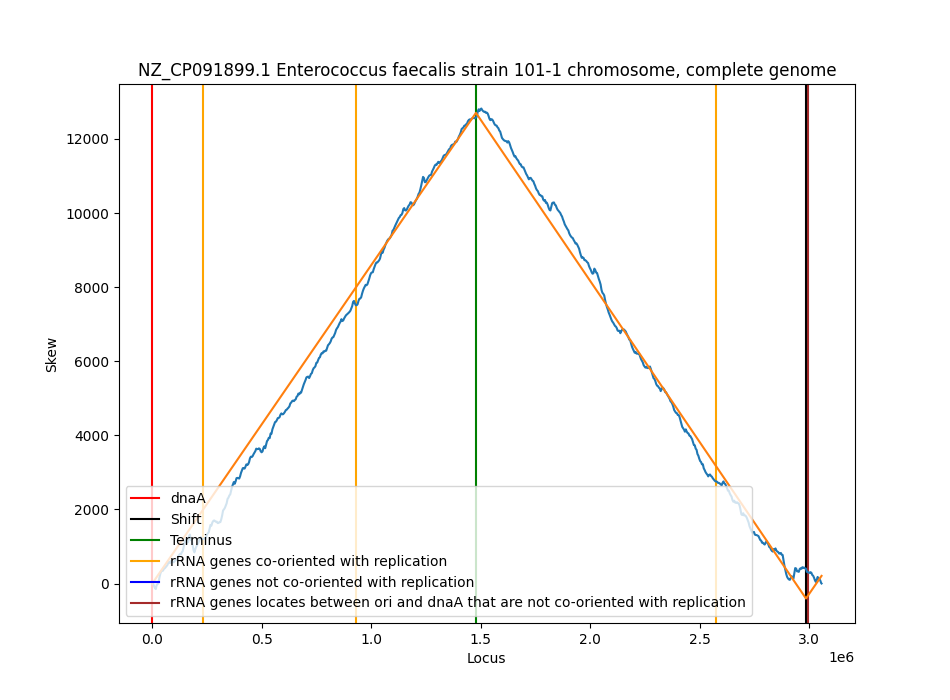 NZ_CP091899.1 Enterococcus faecalis strain 101-1 chromosome, complete genome
Skew
12000
10000
8000
6000
4000
2000
0
dnaA
Shift
Terminus
rRNA genes co-oriented with replication
rRNA genes not co-oriented with replication
rRNA genes locates between ori and dnaA that are not co-oriented with replication
0.0 0.5 1.0 1.5 2.0 2.5 3.0
Locus 1e6